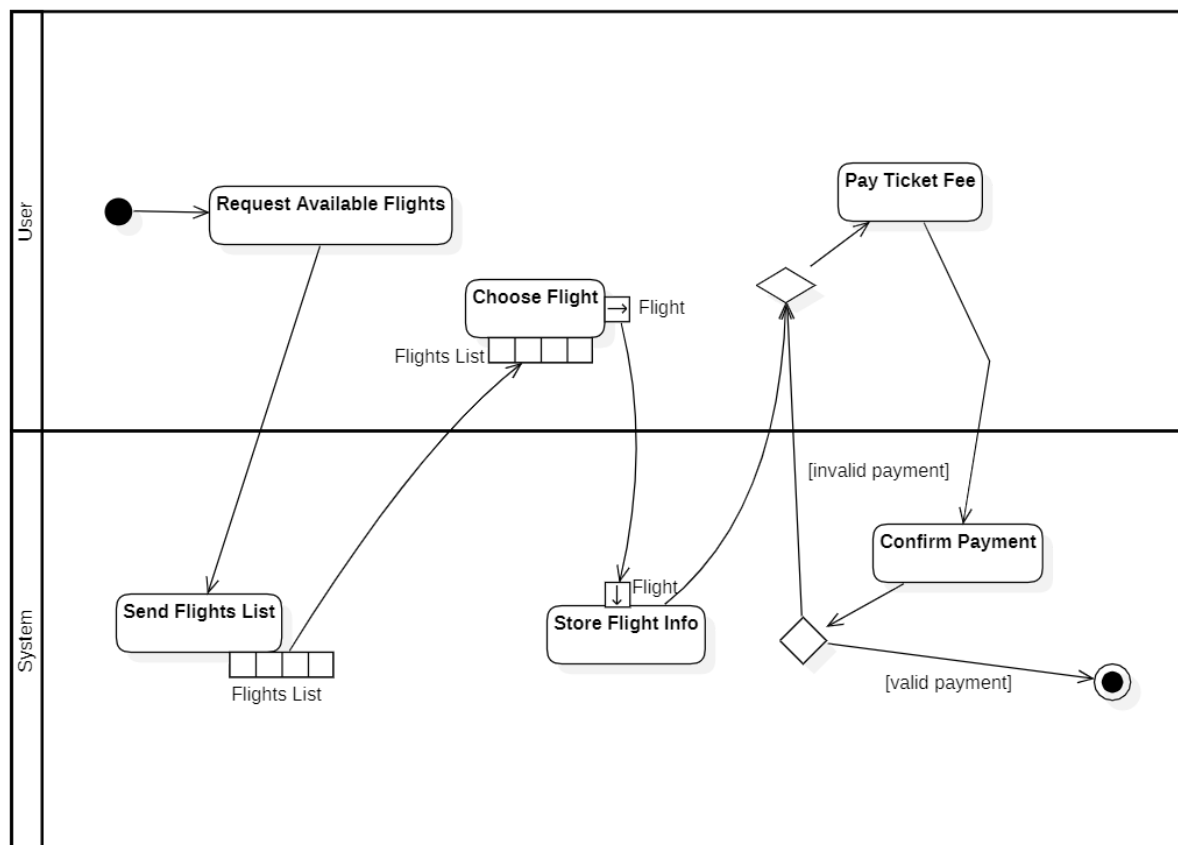 User
Request Available Flights
Pay Ticket Fee
Choose Flight
Flight
Flights List
System
[invalid payment]
Confirm Payment
Send Flights List
Flights List
Flight
Store Flight Info
[valid payment]